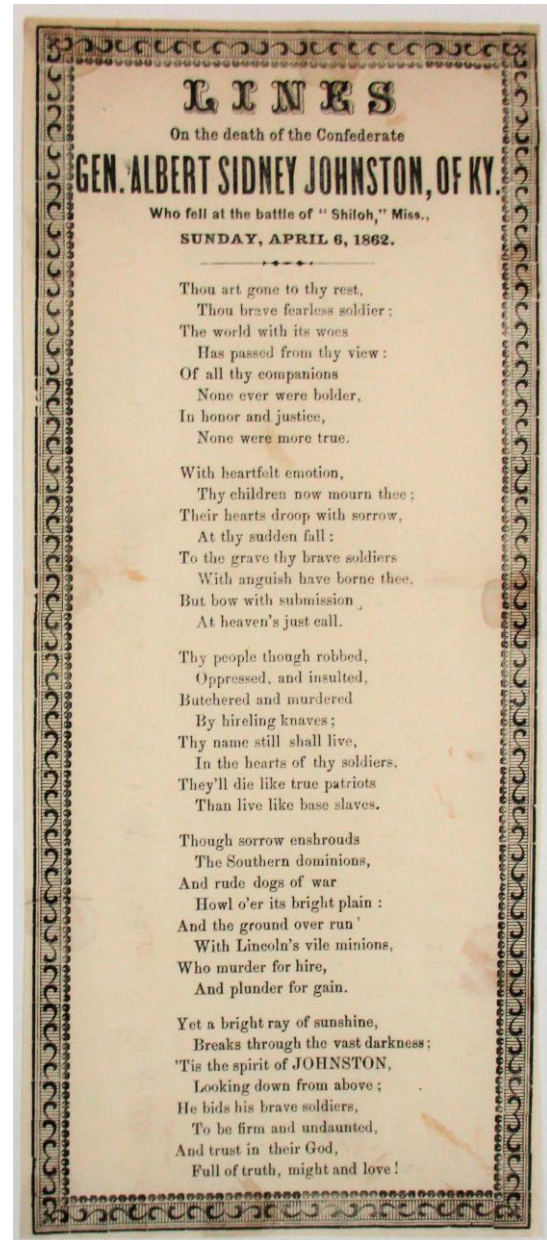 LINES
On the death of the Confederate
GEN. ALBERT SIDNEY JOHNSTON, OF KY.
Who fell at the battle of "Shiloh," Miss.,
SUNDAY, APRIL 6, 1862.
Thou art gone to thy rest,
Thou brave fearless soldier;
The world with its woes
Has passed from thy view:
Of all thy companions
None ever were bolder,
In honor and justice,
None were more true.
With heartfelt emotion,
Thy children now mourn thee;
Their hearts droop with sorrow,
At thy sudden fall:
To the grave thy brave soldiers
With anguish have borne thee.
But bow with submission
At heaven's just call.
Thy people though robbed,
Oppressed, and insulted,
Butchered and murdered
By hireling knaves;
Thy name still shall live,
In the hearts of thy soldiers,
They'll die like true patriots
Than live like base slaves.
Though sorrow enshrouds
The Southern dominions,
And rude dogs of war
Howl o'er its bright plain:
And the ground over run
With Lincoln's vile minions,
Who murder for hire,
And plunder for gain.
Yet a bright ray of sunshine,
Breaks through the vast darkness;
'Tis the spirit of JOHNSTON,
Looking down from above;
He bids his brave soldiers,
To be firm and undaunted,
And trust in their God,
Full of truth, might and love!